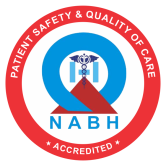 PATIENT SAFETY & QUALITY OF CARE
NABH
ACCREDITED